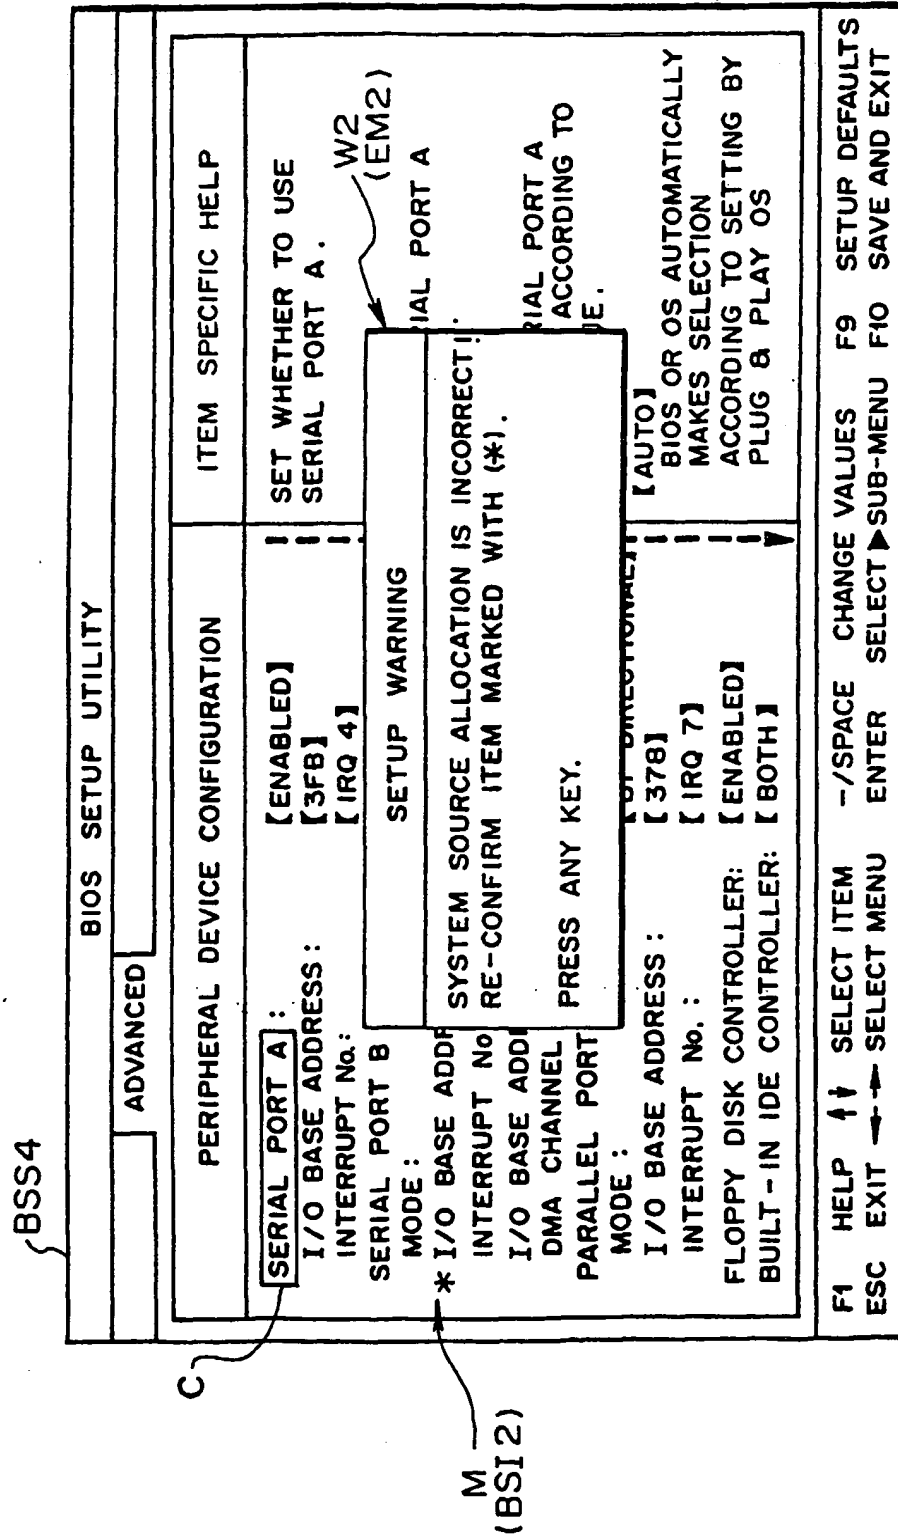 BSS4
BIOS SETUP UTILITY
ADVANCED
PERIPHERAL DEVICE CONFIGURATION
ITEM SPECIFIC HELP
C
SERIAL PORT A : [ENABLED]
I/O BASE ADDRESS : [3FB]
INTERRUPT No.: [IRQ 4]
SERIAL PORT B
MODE :
M
(BSI2)
* I/O BASE ADDR
INTERRUPT No
I/O BASE ADD
DMA CHANNEL
PARALLEL PORT
MODE : DIRECTIONAL]
I/O BASE ADDRESS : [378]
INTERRUPT No. : [IRQ 7]
FLOPPY DISK CONTROLLER: [ENABLED]
BUILT-IN IDE CONTROLLER: [BOTH]
SETUP WARNING
SYSTEM SOURCE ALLOCATION IS INCORRECT!
RE-CONFIRM ITEM MARKED WITH (*).
PRESS ANY KEY.
W2
(EM2)
SET WHETHER TO USE
SERIAL PORT A.
RIAL PORT A
RIAL PORT A
ACCORDING TO
E.
[AUTO]
BIOS OR OS AUTOMATICALLY
MAKES SELECTION
ACCORDING TO SETTING BY
PLUG & PLAY OS
F1 HELP ↑↓ SELECT ITEM -/SPACE CHANGE VALUES F9 SETUP DEFAULTS
ESC EXIT ←→ SELECT MENU ENTER SELECT ▶SUB-MENU F10 SAVE AND EXIT